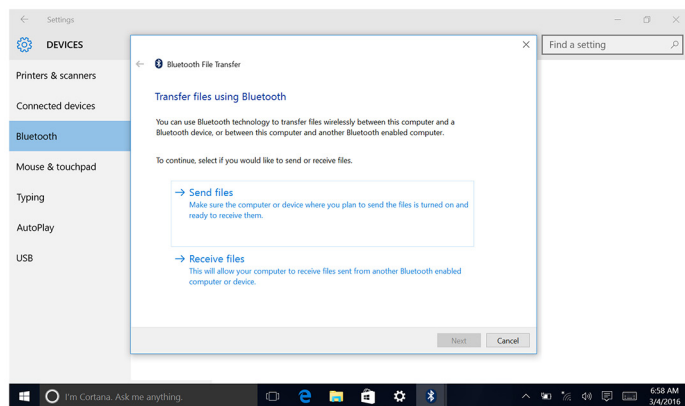 Settings
DEVICES
Find a setting
Printers & scanners
Connected devices
Bluetooth
Mouse & touchpad
Typing
AutoPlay
USB
Bluetooth File Transfer
Transfer files using Bluetooth
You can use Bluetooth technology to transfer files wirelessly between this computer and a
Bluetooth device, or between this computer and another Bluetooth enabled computer.
To continue, select if you would like to send or receive files.
Send files
Make sure the computer or device where you plan to send the files is turned on and
ready to receive them.
Receive files
This will allow your computer to receive files sent from another Bluetooth enabled
computer or device.
Next
Cancel
I'm Cortana. Ask me anything.
6:58 AM
3/4/2016